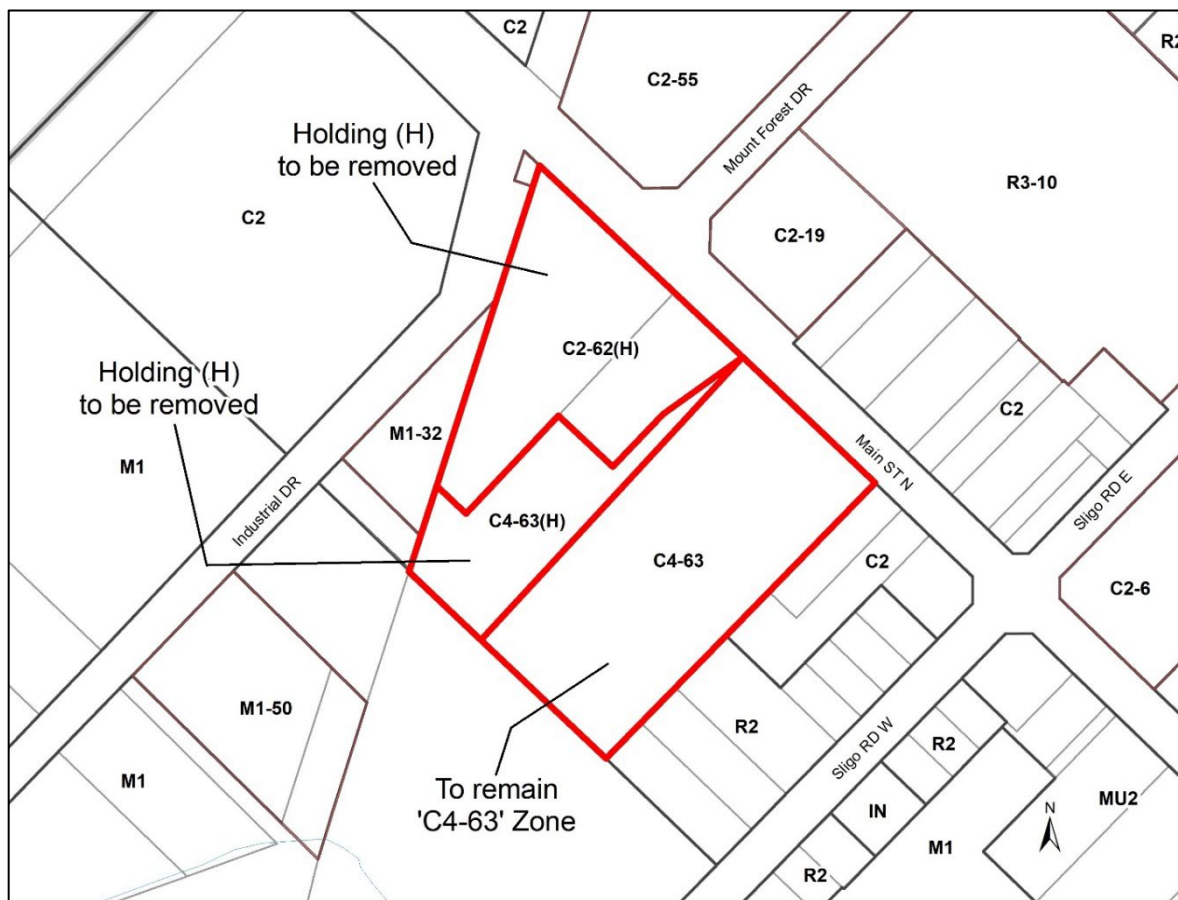 C2
R2
C2-55
Mount Forest DR
Holding (H)
to be removed
R3-10
C2
C2-19
C2-62(H)
Holding (H)
to be removed
M1-32
C2
M1
Main ST N
Industrial DR
C4-63(H)
Sligo RD E
C4-63
C2
C2-6
M1-50
R2
Sligo RD W
R2
M1
To remain
'C4-63' Zone
IN
N
MU2
M1
R2